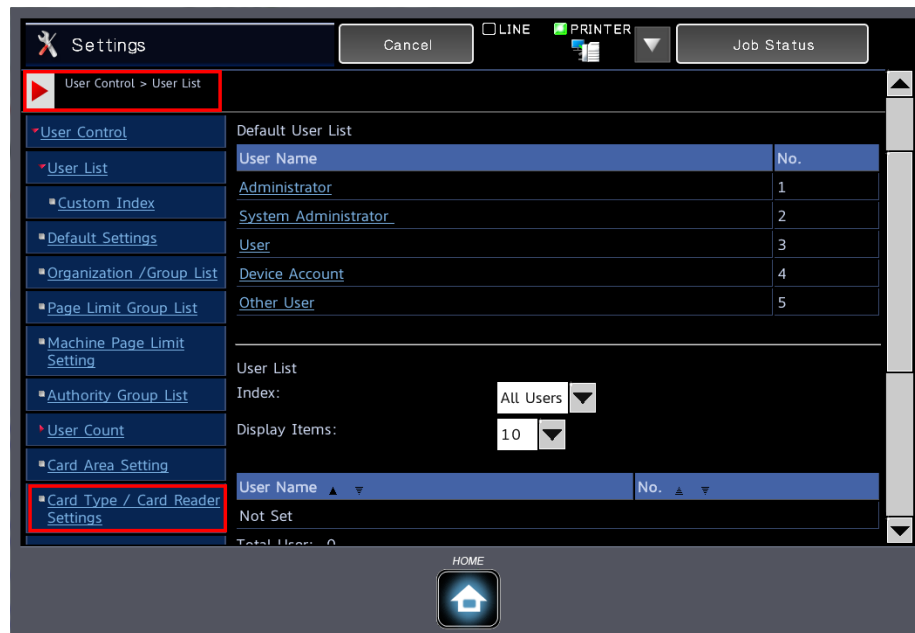 Settings
Cancel
LINE
PRINTER
Job Status
User Control > User List
User Control
User List
Custom Index
Default Settings
Organization /Group List
Page Limit Group List
Machine Page Limit
Setting
Authority Group List
User Count
Card Area Setting
Card Type / Card Reader
Settings
Default User List
User Name No.
Administrator 1
System Administrator 2
User 3
Device Account 4
Other User 5
User List
Index: All Users
Display Items: 10
User Name No.
Not Set
Total User: 0
HOME